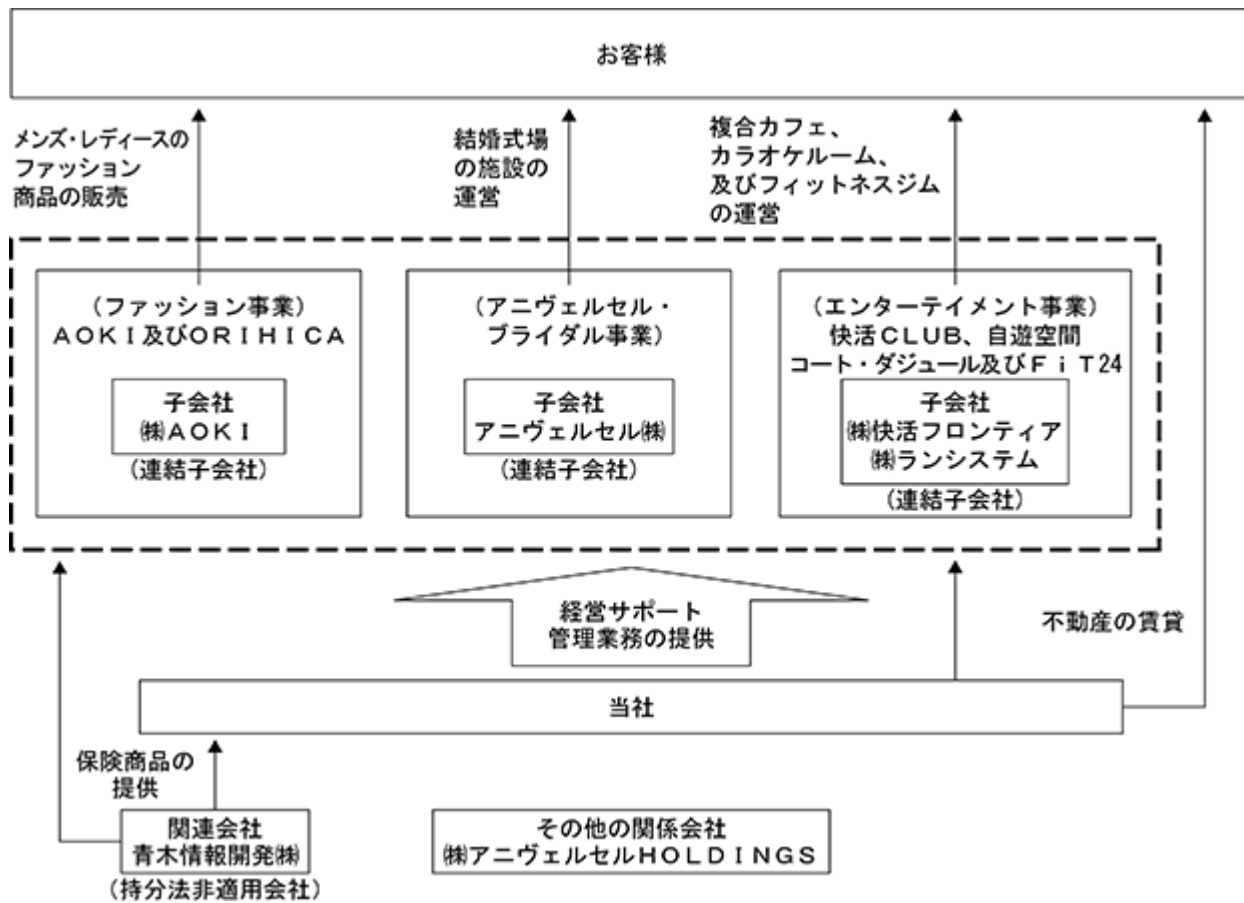 お客様
メンズ・レディースの
ファッション
商品の販売
結婚式場
の施設の
運営
複合カフェ、
カラオケルーム、
及びフィットネスジム
の運営
(ファッション事業)
AOKI及びORIHICA
子会社
㈱AOKI
(連結子会社)
(アニヴェルセル・
ブライダル事業)
子会社
アニヴェルセル㈱
(連結子会社)
(エンターテイメント事業)
快活CLUB、自遊空間
コート・ダジュール及びFiT24
子会社
㈱快活フロンティア
㈱ランシステム
(連結子会社)
経営サポート
管理業務の提供
不動産の賃貸
当社
保険商品の
提供
関連会社
青木情報開発㈱
(持分法非適用会社)
その他の関係会社
㈱アニヴェルセルHOLDINGS